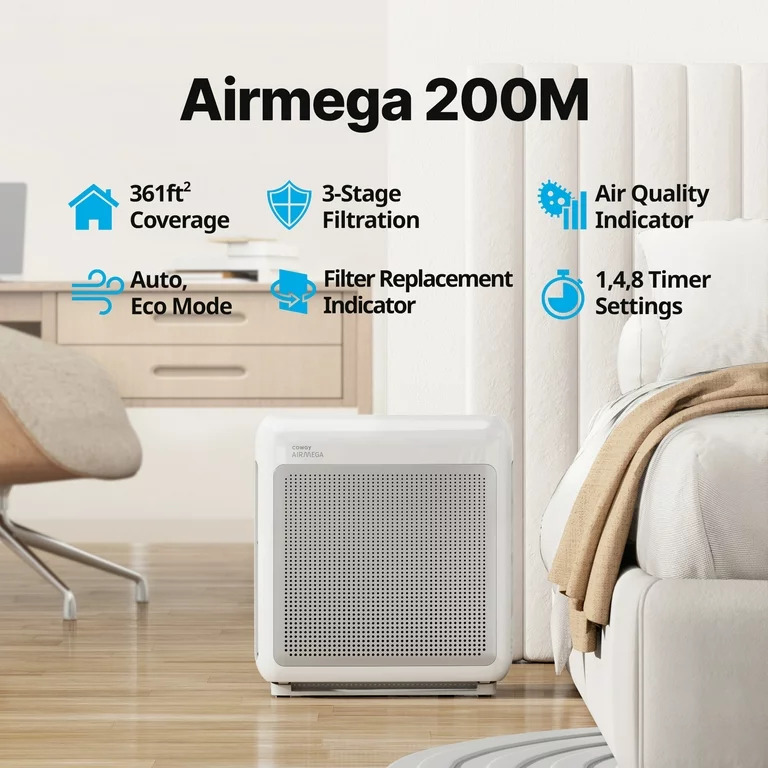 Airmega 200M
361ft²
Coverage
3-Stage
Filtration
Air Quality
Indicator
Auto,
Eco Mode
Filter Replacement
Indicator
1,4,8 Timer
Settings
coway
AIRMEGA